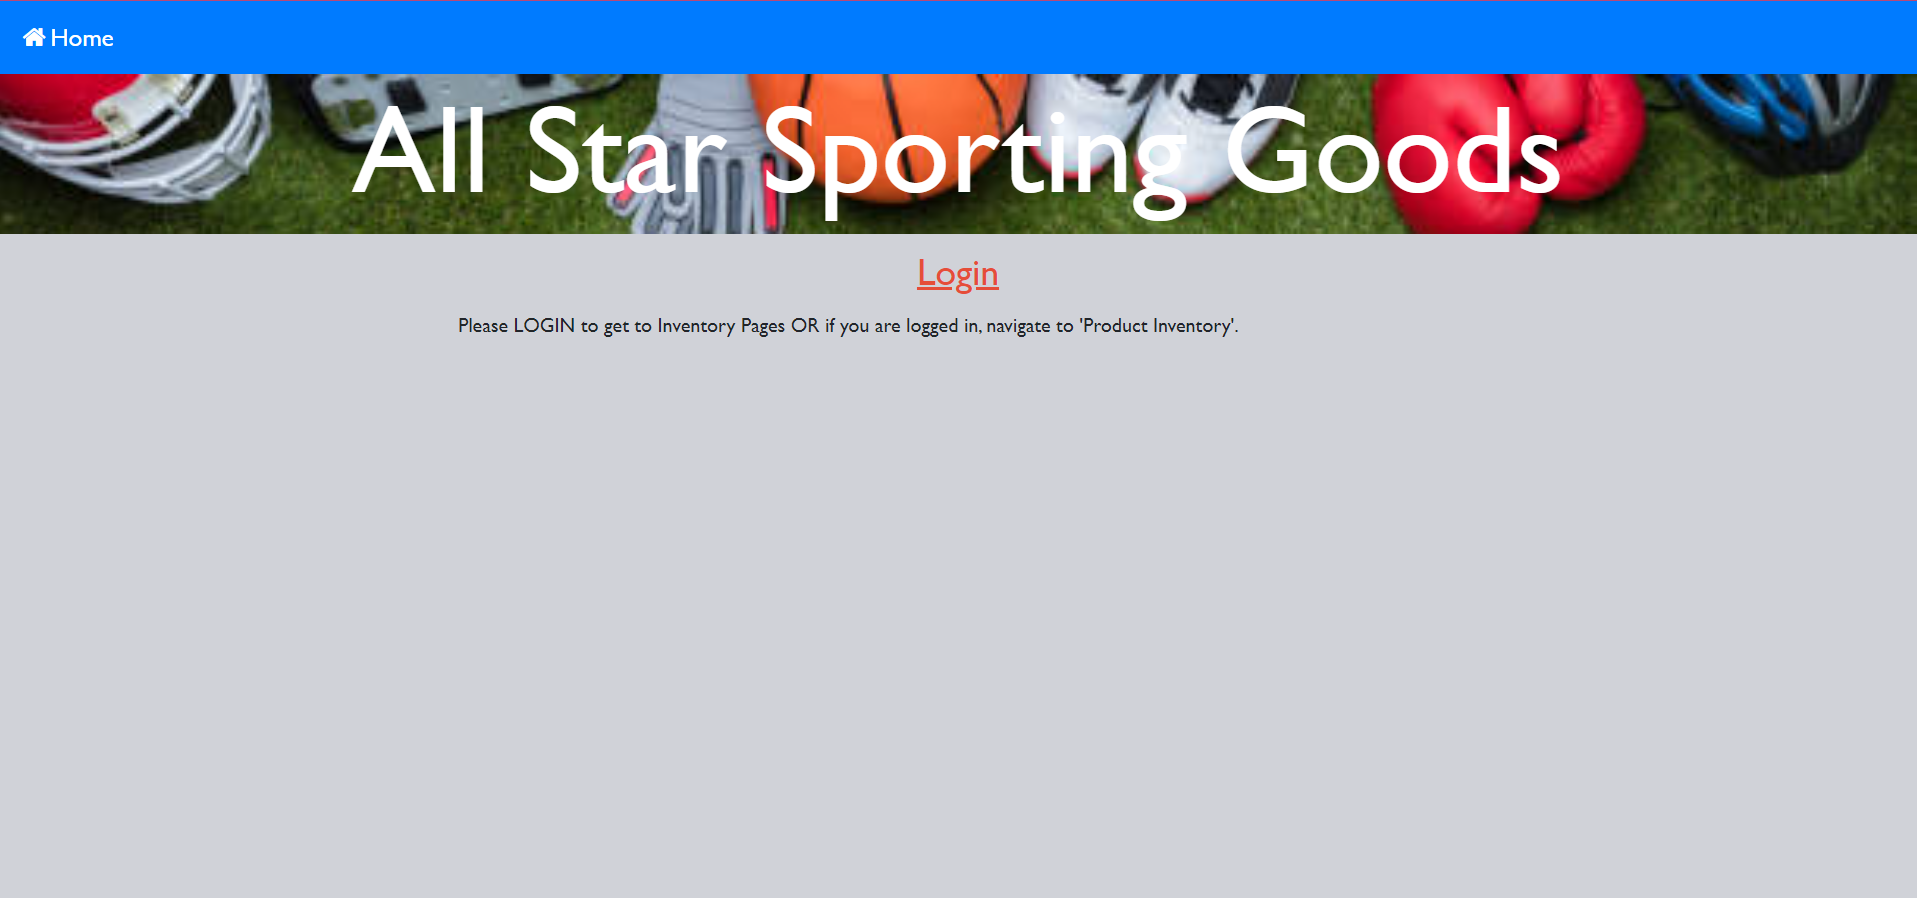 Home
All Star Sporting Goods
Login
Please LOGIN to get to Inventory Pages OR if you are logged in, navigate to 'Product Inventory'.